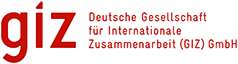 giz
Deutsche Gesellschaft
für Internationale
Zusammenarbeit (GIZ) GmbH